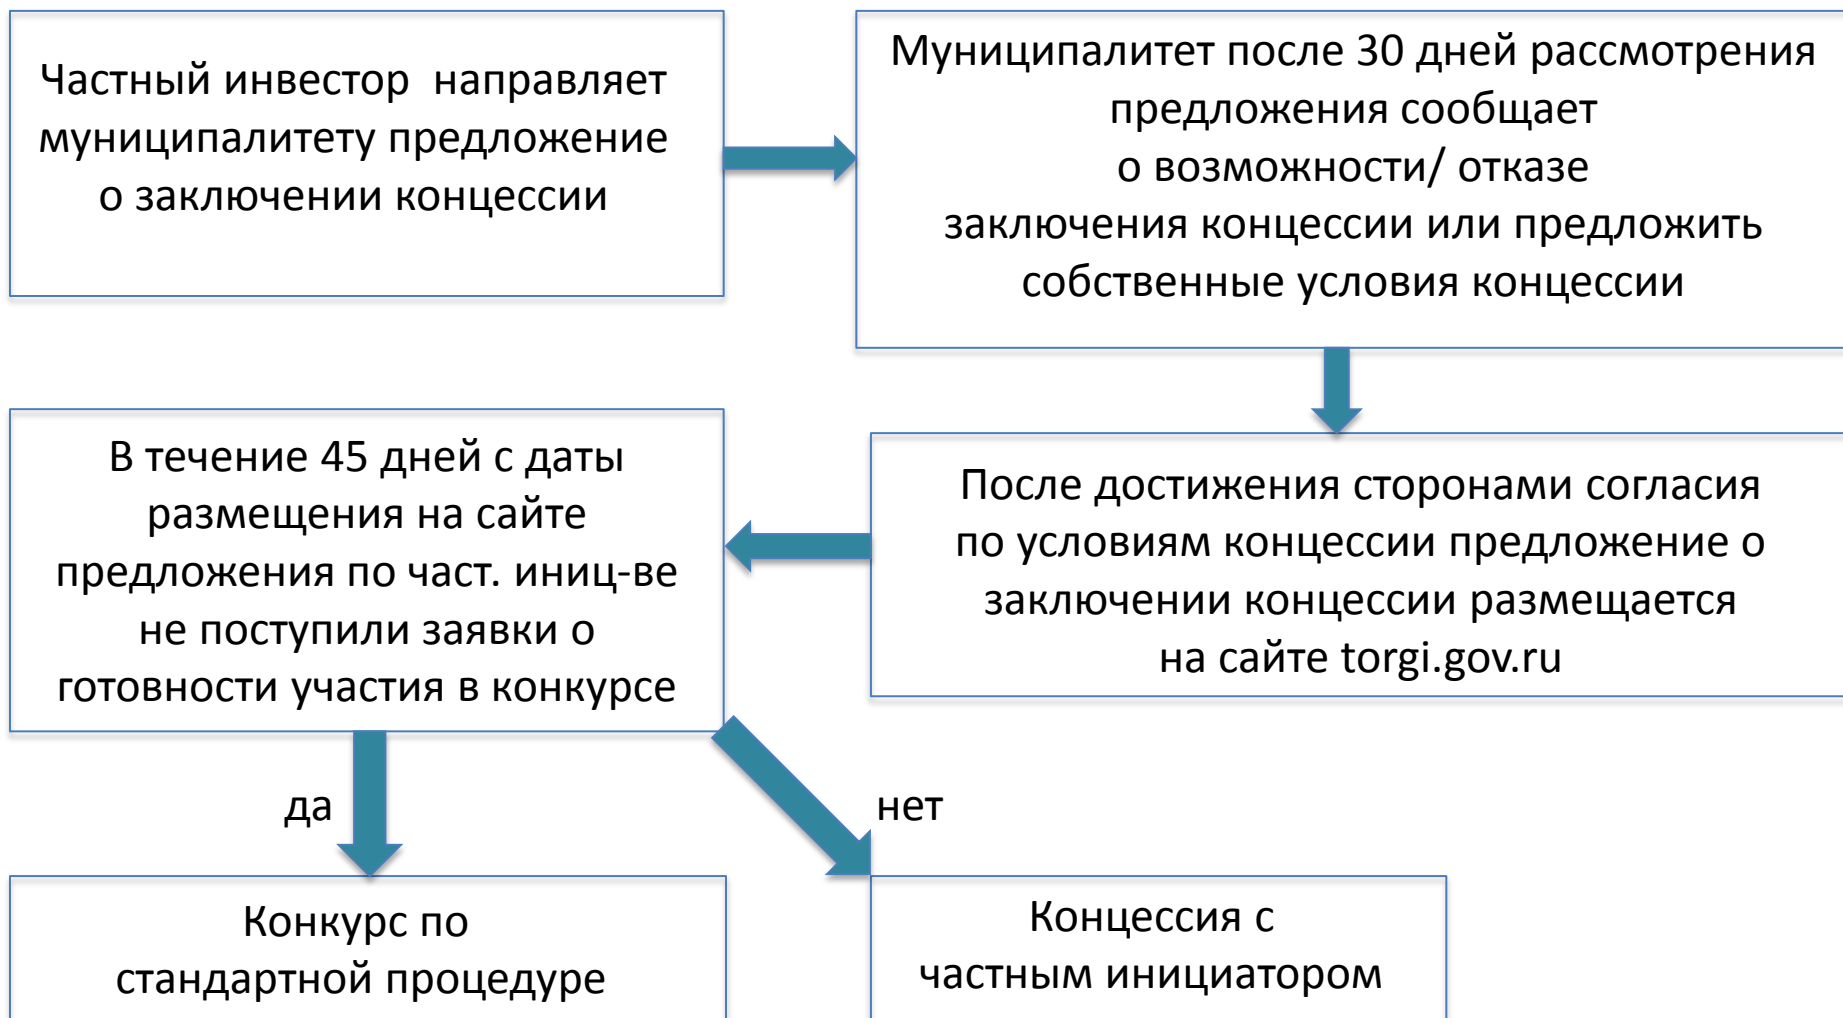 Частный инвестор  направляет
муниципалитету предложение
о заключении концессии
Муниципалитет после 30 дней рассмотрения
предложения сообщает
о возможности/ отказе
заключения концессии или предложить
собственные условия концессии
После достижения сторонами согласия
по условиям концессии предложение о
заключении концессии размещается
на сайте torgi.gov.ru
В течение 45 дней с даты
размещения на сайте
предложения по част. иниц-ве
не поступили заявки о
готовности участия в конкурсе
да
нет
Конкурс по
стандартной процедуре
Концессия с
частным инициатором